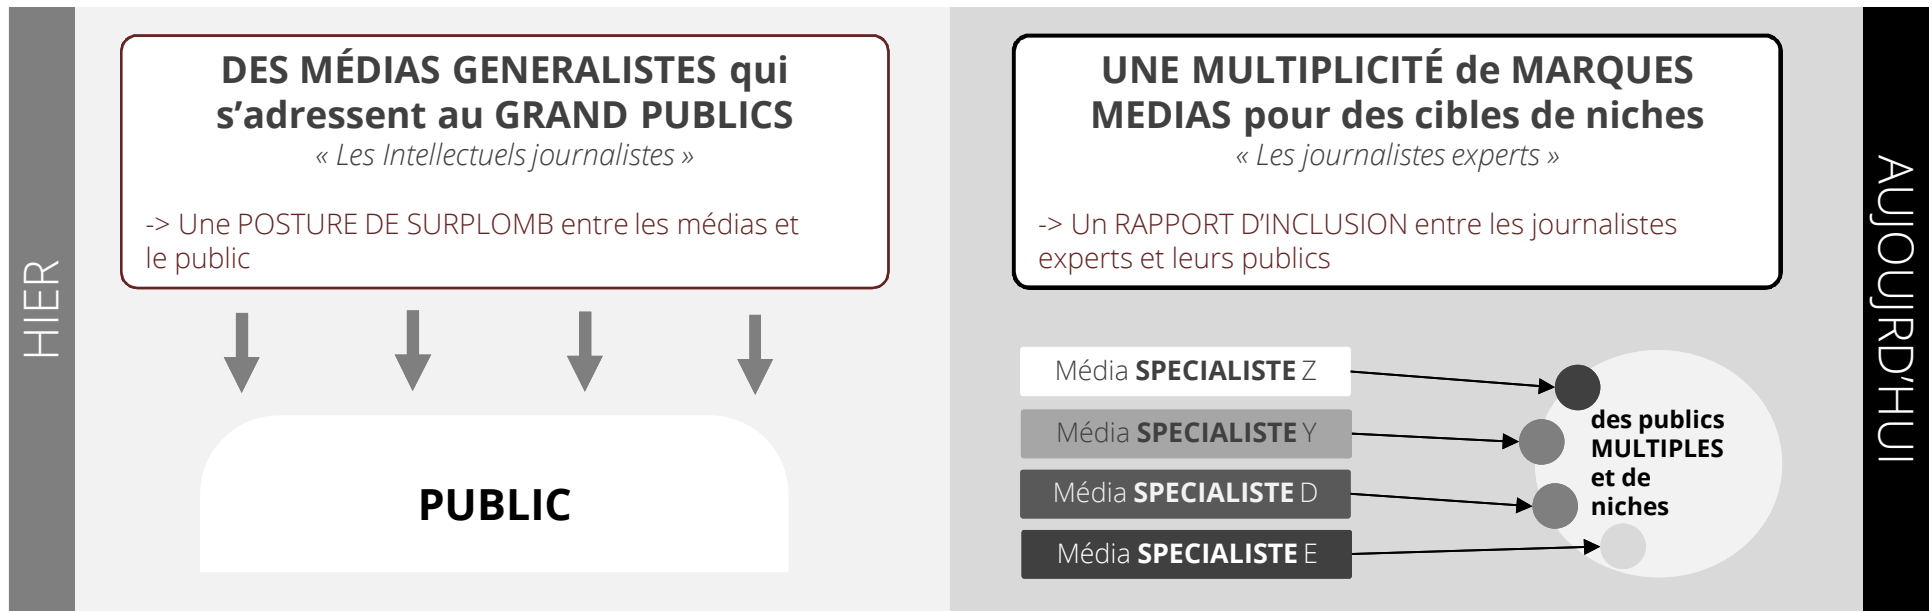 HIER
DES MÉDIAS GENERALISTES qui
s’adressent au GRAND PUBLICS
« Les Intellectuels journalistes »
-> Une POSTURE DE SURPLOMB entre les médias et
le public
PUBLIC
UNE MULTIPLICITÉ de MARQUES
MEDIAS pour des cibles de niches
« Les journalistes experts »
-> Un RAPPORT D’INCLUSION entre les journalistes
experts et leurs publics
Média SPECIALISTE Z
Média SPECIALISTE Y
Média SPECIALISTE D
Média SPECIALISTE E
des publics
MULTIPLES
et de
niches
AUJOURD’HUI